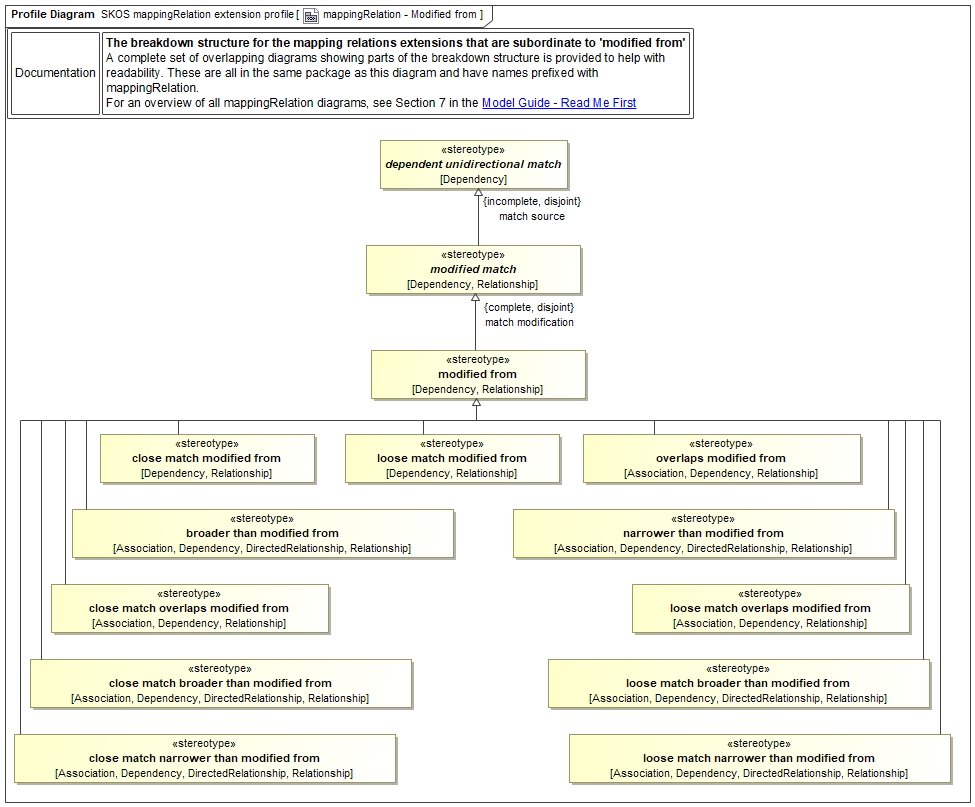 Profile Diagram SKOS mappingRelation extension profile [ mappingRelation - Modified from ]
Documentation
The breakdown structure for the mapping relations extensions that are subordinate to 'modified from'
A complete set of overlapping diagrams showing parts of the breakdown structure is provided to help with
readability. These are all in the same package as this diagram and have names prefixed with
mappingRelation.
For an overview of all mappingRelation diagrams, see Section 7 in the Model Guide - Read Me First
«stereotype»
dependent unidirectional match
[Dependency]
{incomplete, disjoint}
match source
«stereotype»
modified match
[Dependency, Relationship]
{complete, disjoint}
match modification
«stereotype»
modified from
[Dependency, Relationship]
«stereotype»
close match modified from
[Dependency, Relationship]
«stereotype»
loose match modified from
[Dependency, Relationship]
«stereotype»
overlaps modified from
[Association, Dependency, Relationship]
«stereotype»
broader than modified from
[Association, Dependency, DirectedRelationship, Relationship]
«stereotype»
narrower than modified from
[Association, Dependency, DirectedRelationship, Relationship]
«stereotype»
close match overlaps modified from
[Association, Dependency, Relationship]
«stereotype»
loose match overlaps modified from
[Association, Dependency, Relationship]
«stereotype»
close match broader than modified from
[Association, Dependency, DirectedRelationship, Relationship]
«stereotype»
loose match broader than modified from
[Association, Dependency, DirectedRelationship, Relationship]
«stereotype»
close match narrower than modified from
[Association, Dependency, DirectedRelationship, Relationship]
«stereotype»
loose match narrower than modified from
[Association, Dependency, DirectedRelationship, Relationship]